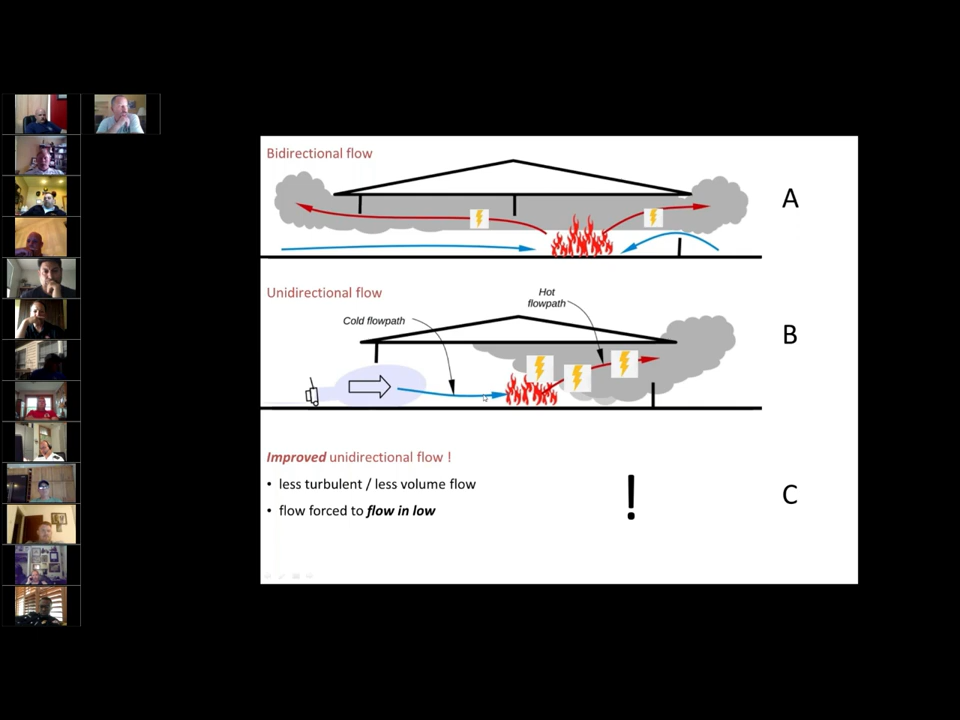 Bidirectional flow
A
Unidirectional flow
Hot
flowpath
Cold flowpath
B
Improved unidirectional flow !
• less turbulent / less volume flow
• flow forced to flow in low
!
C